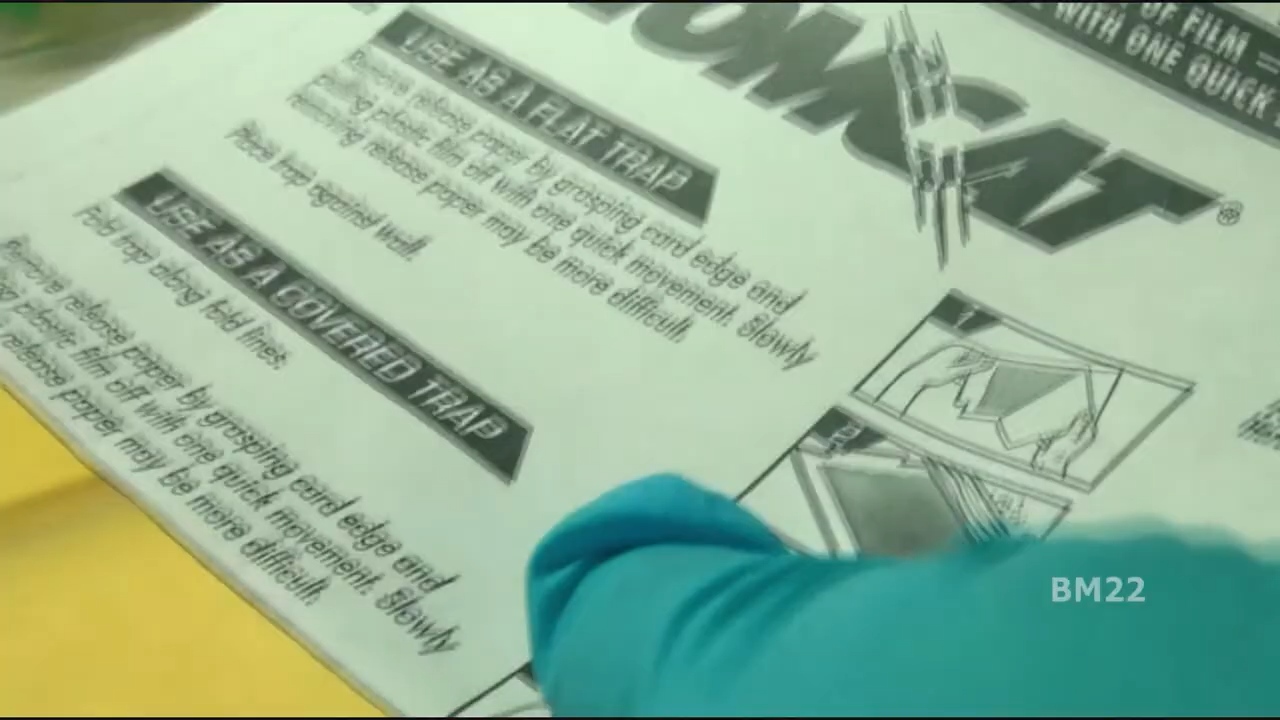 OF FILM =
WITH ONE QUICK
TOMCAT®
USE AS A FLAT TRAP
Remove release paper by grasping card edge and
pulling plastic film off with one quick movement. Slowly
removing release paper may be more difficult.
Place trap against wall.
USE AS A COVERED TRAP
Fold trap along fold lines.
Remove release paper by grasping card edge and
plastic film off with one quick movement. Slowly
release paper may be more difficult.
1
2
BM22